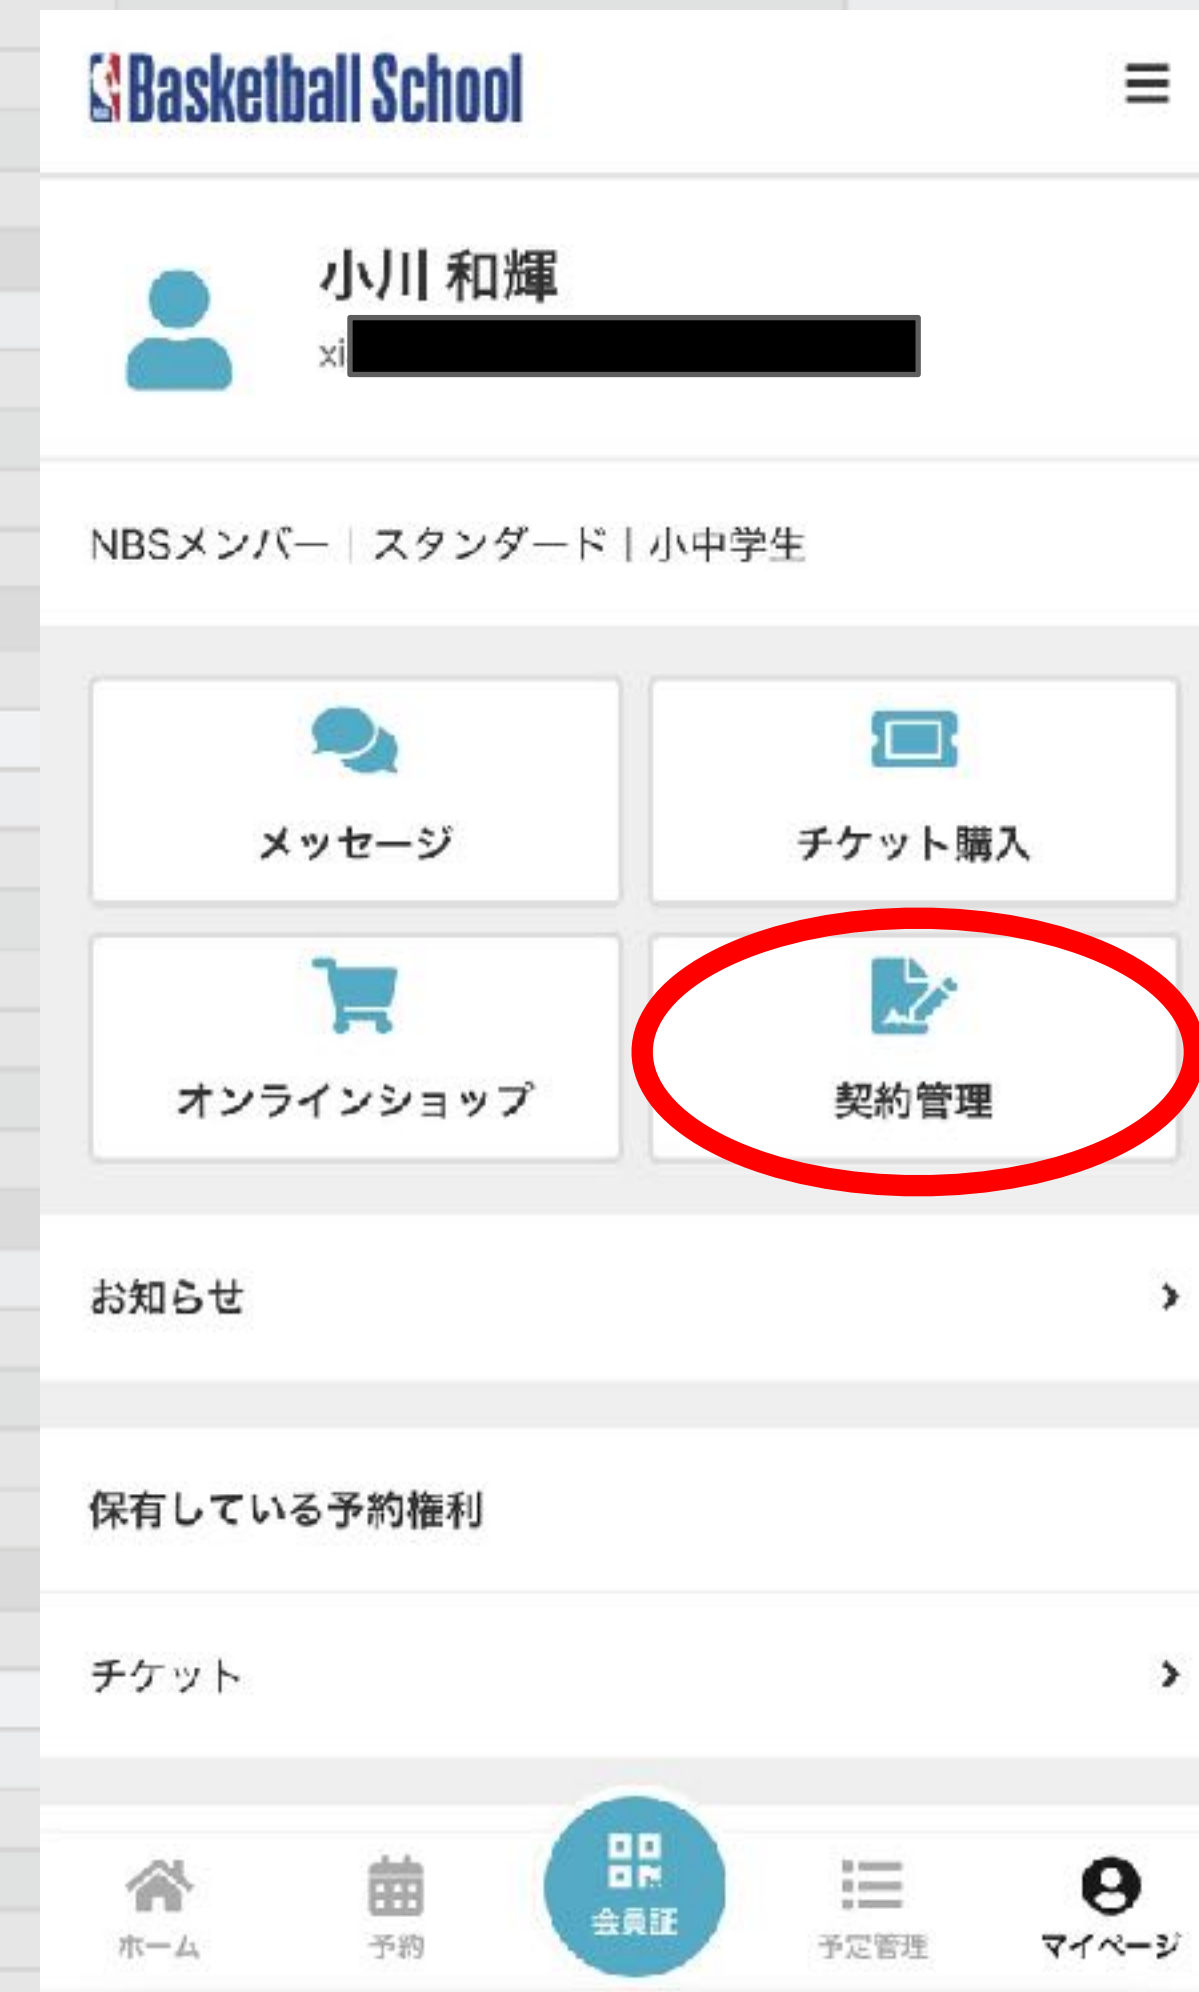 Basketball School
小川 和輝
xi
NBSメンバー｜スタンダード｜小中学生
メッセージ
チケット購入
オンラインショップ
契約管理
お知らせ
保有している予約権利
チケット
ホーム
予約
会員証
予定管理
マイページ